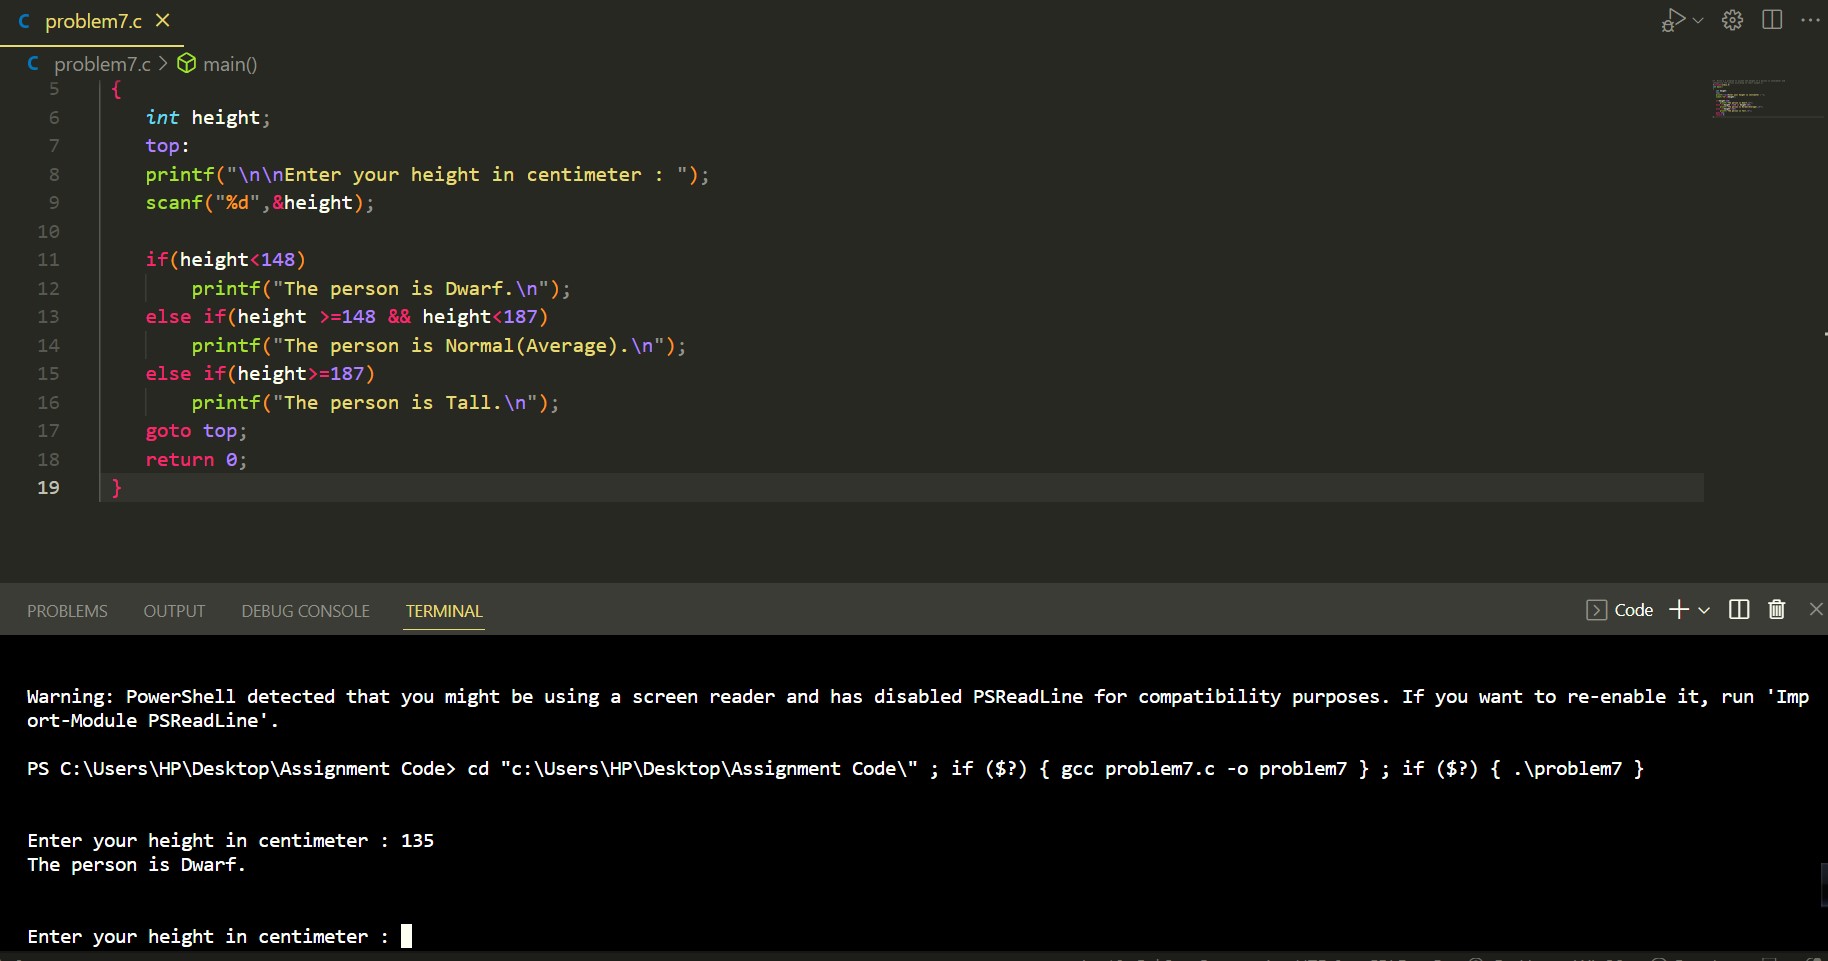 problem7.c
problem7.c > main()
5 {
6 int height;
7 top:
8 printf("\n\nEnter your height in centimeter : ");
9 scanf("%d",&height);
10
11 if(height<148)
12 printf("The person is Dwarf.\n");
13 else if(height >=148 && height<187)
14 printf("The person is Normal(Average).\n");
15 else if(height>=187)
16 printf("The person is Tall.\n");
17 goto top;
18 return 0;
19 }
PROBLEMS OUTPUT DEBUG CONSOLE TERMINAL Code
Warning: PowerShell detected that you might be using a screen reader and has disabled PSReadLine for compatibility purposes. If you want to re-enable it, run 'Imp
ort-Module PSReadLine'.
PS C:\Users\HP\Desktop\Assignment Code> cd "c:\Users\HP\Desktop\Assignment Code\" ; if ($?) { gcc problem7.c -o problem7 } ; if ($?) { .\problem7 }
Enter your height in centimeter : 135
The person is Dwarf.
Enter your height in centimeter :